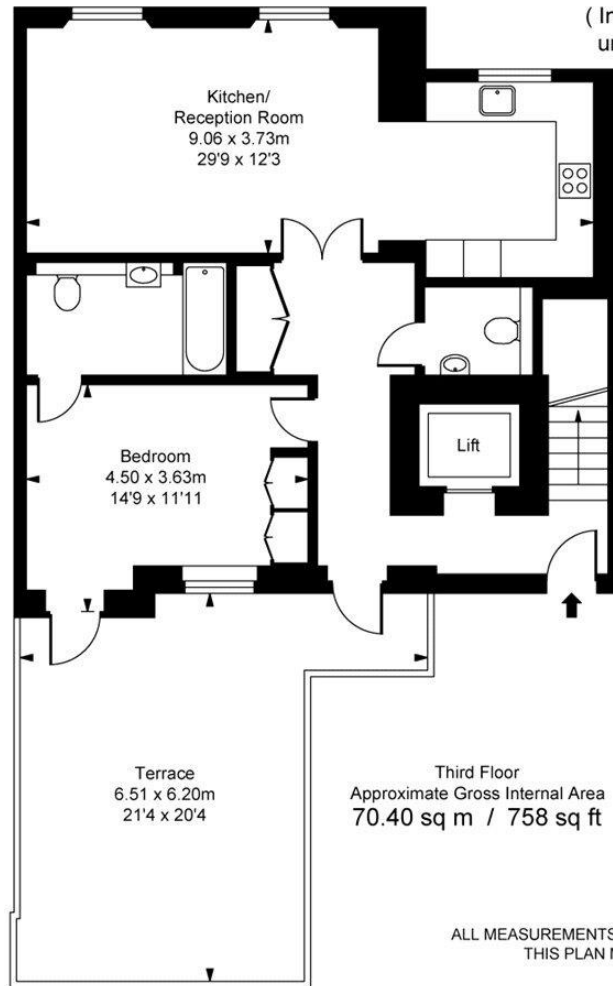 ( In
Kitchen/
Reception Room
9.06 x 3.73m
29'9 x 12'3
Bedroom
4.50 x 3.63m
14'9 x 11'11
Lift
Terrace
6.51 x 6.20m
21'4 x 20'4
Third Floor
Approximate Gross Internal Area
70.40 sq m / 758 sq ft
ALL MEASUREMENTS
THIS PLAN